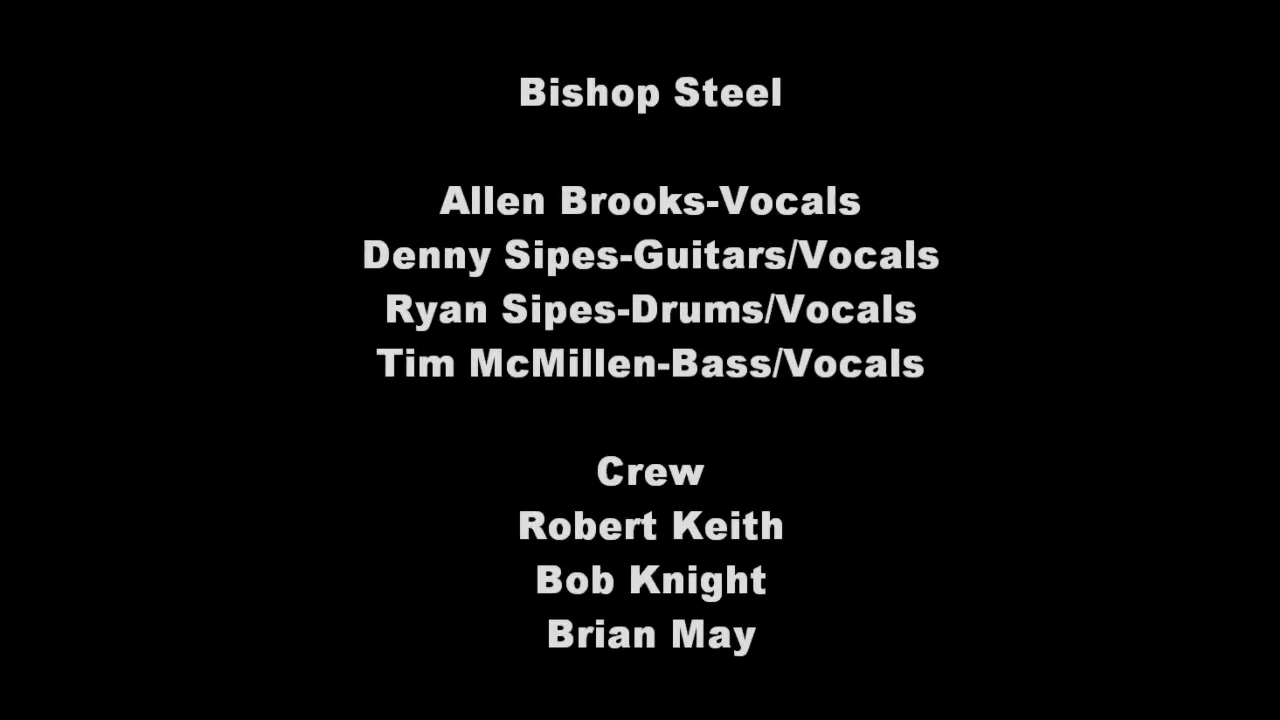 Bishop Steel
Allen Brooks-Vocals
Denny Sipes-Guitars/Vocals
Ryan Sipes-Drums/Vocals
Tim McMillen-Bass/Vocals
Crew
Robert Keith
Bob Knight
Brian May